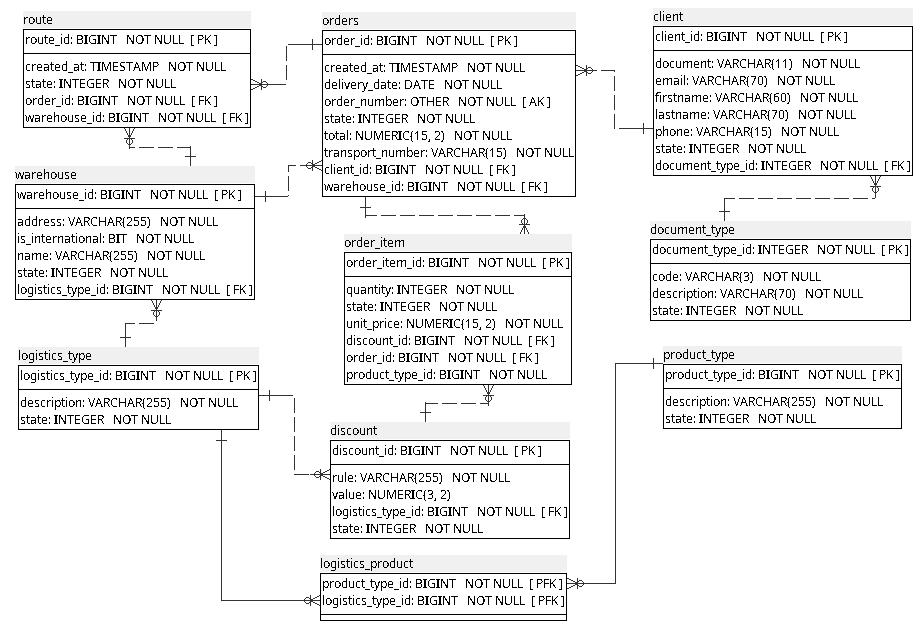 route
route_id: BIGINT NOT NULL [ PK ]
created_at: TIMESTAMP NOT NULL
state: INTEGER NOT NULL
order_id: BIGINT NOT NULL [ FK ]
warehouse_id: BIGINT NOT NULL [ FK ]
orders
order_id: BIGINT NOT NULL [ PK ]
created_at: TIMESTAMP NOT NULL
delivery_date: DATE NOT NULL
order_number: OTHER NOT NULL [ AK ]
state: INTEGER NOT NULL
total: NUMERIC(15, 2) NOT NULL
transport_number: VARCHAR(15) NOT NULL
client_id: BIGINT NOT NULL [ FK ]
warehouse_id: BIGINT NOT NULL [ FK ]
client
client_id: BIGINT NOT NULL [ PK ]
document: VARCHAR(11) NOT NULL
email: VARCHAR(70) NOT NULL
firstname: VARCHAR(60) NOT NULL
lastname: VARCHAR(70) NOT NULL
phone: VARCHAR(15) NOT NULL
state: INTEGER NOT NULL
document_type_id: INTEGER NOT NULL [ FK ]
warehouse
warehouse_id: BIGINT NOT NULL [ PK ]
address: VARCHAR(255) NOT NULL
is_international: BIT NOT NULL
name: VARCHAR(255) NOT NULL
state: INTEGER NOT NULL
logistics_type_id: BIGINT NOT NULL [ FK ]
order_item
order_item_id: BIGINT NOT NULL [ PK ]
quantity: INTEGER NOT NULL
state: INTEGER NOT NULL
unit_price: NUMERIC(15, 2) NOT NULL
discount_id: BIGINT NOT NULL [ FK ]
order_id: BIGINT NOT NULL [ FK ]
product_type_id: BIGINT NOT NULL
document_type
document_type_id: INTEGER NOT NULL [ PK ]
code: VARCHAR(3) NOT NULL
description: VARCHAR(70) NOT NULL
state: INTEGER NOT NULL
logistics_type
logistics_type_id: BIGINT NOT NULL [ PK ]
description: VARCHAR(255) NOT NULL
state: INTEGER NOT NULL
product_type
product_type_id: BIGINT NOT NULL [ PK ]
description: VARCHAR(255) NOT NULL
state: INTEGER NOT NULL
discount
discount_id: BIGINT NOT NULL [ PK ]
rule: VARCHAR(255) NOT NULL
value: NUMERIC(3, 2)
logistics_type_id: BIGINT NOT NULL [ FK ]
state: INTEGER NOT NULL
logistics_product
product_type_id: BIGINT NOT NULL [ PFK ]
logistics_type_id: BIGINT NOT NULL [ PFK ]